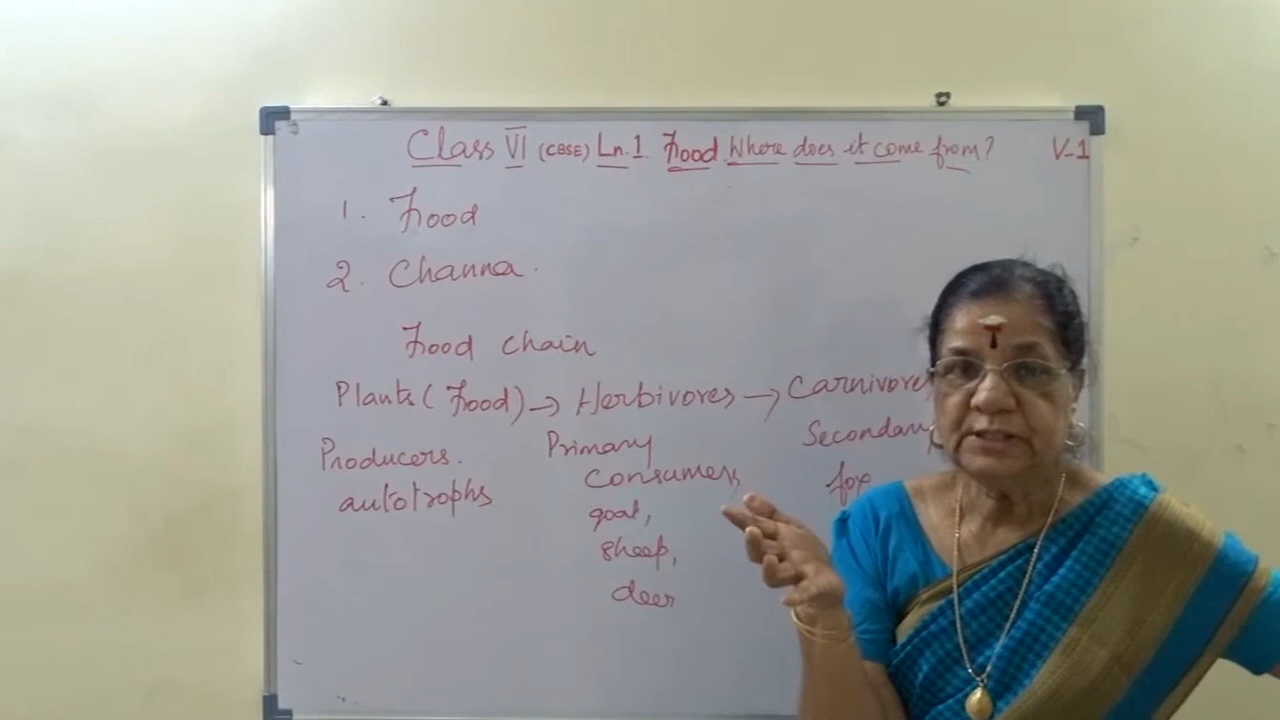 Class VI (CBSE) Ln.1. Food Where does it come from? V-1
1. Food
2. Channa.
Food chain
Plants (Food) → Herbivores → Carnivores
Producers. Primary Secondary
autotrophs consumers fox
goat,
sheep,
deer